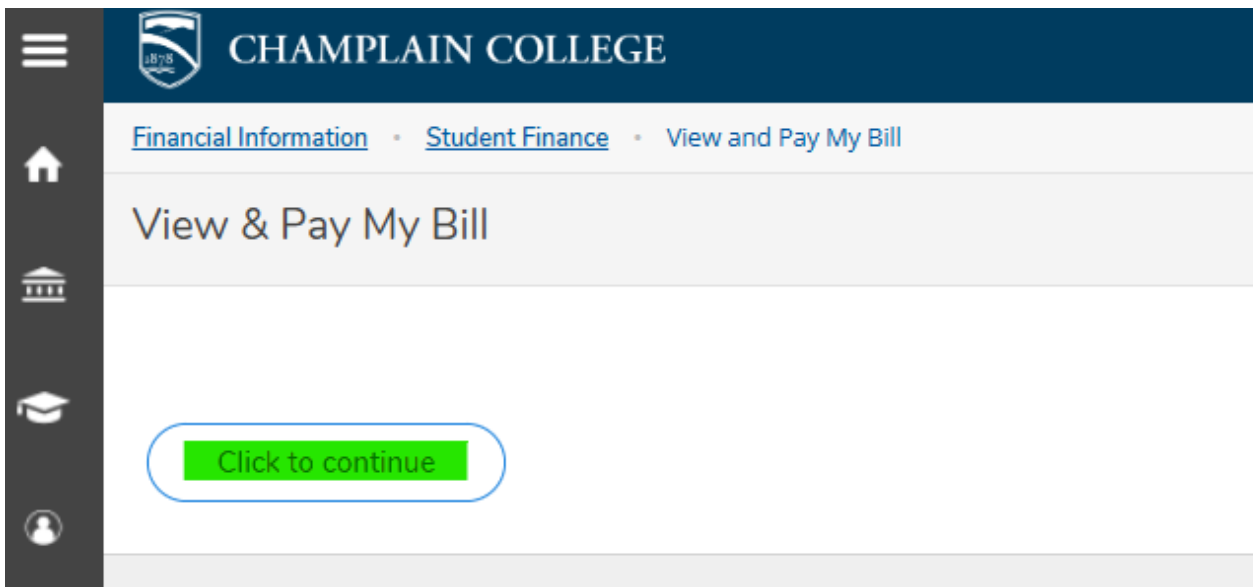 1878
CHAMPLAIN COLLEGE
Financial Information • Student Finance • View and Pay My Bill
View & Pay My Bill
Click to continue